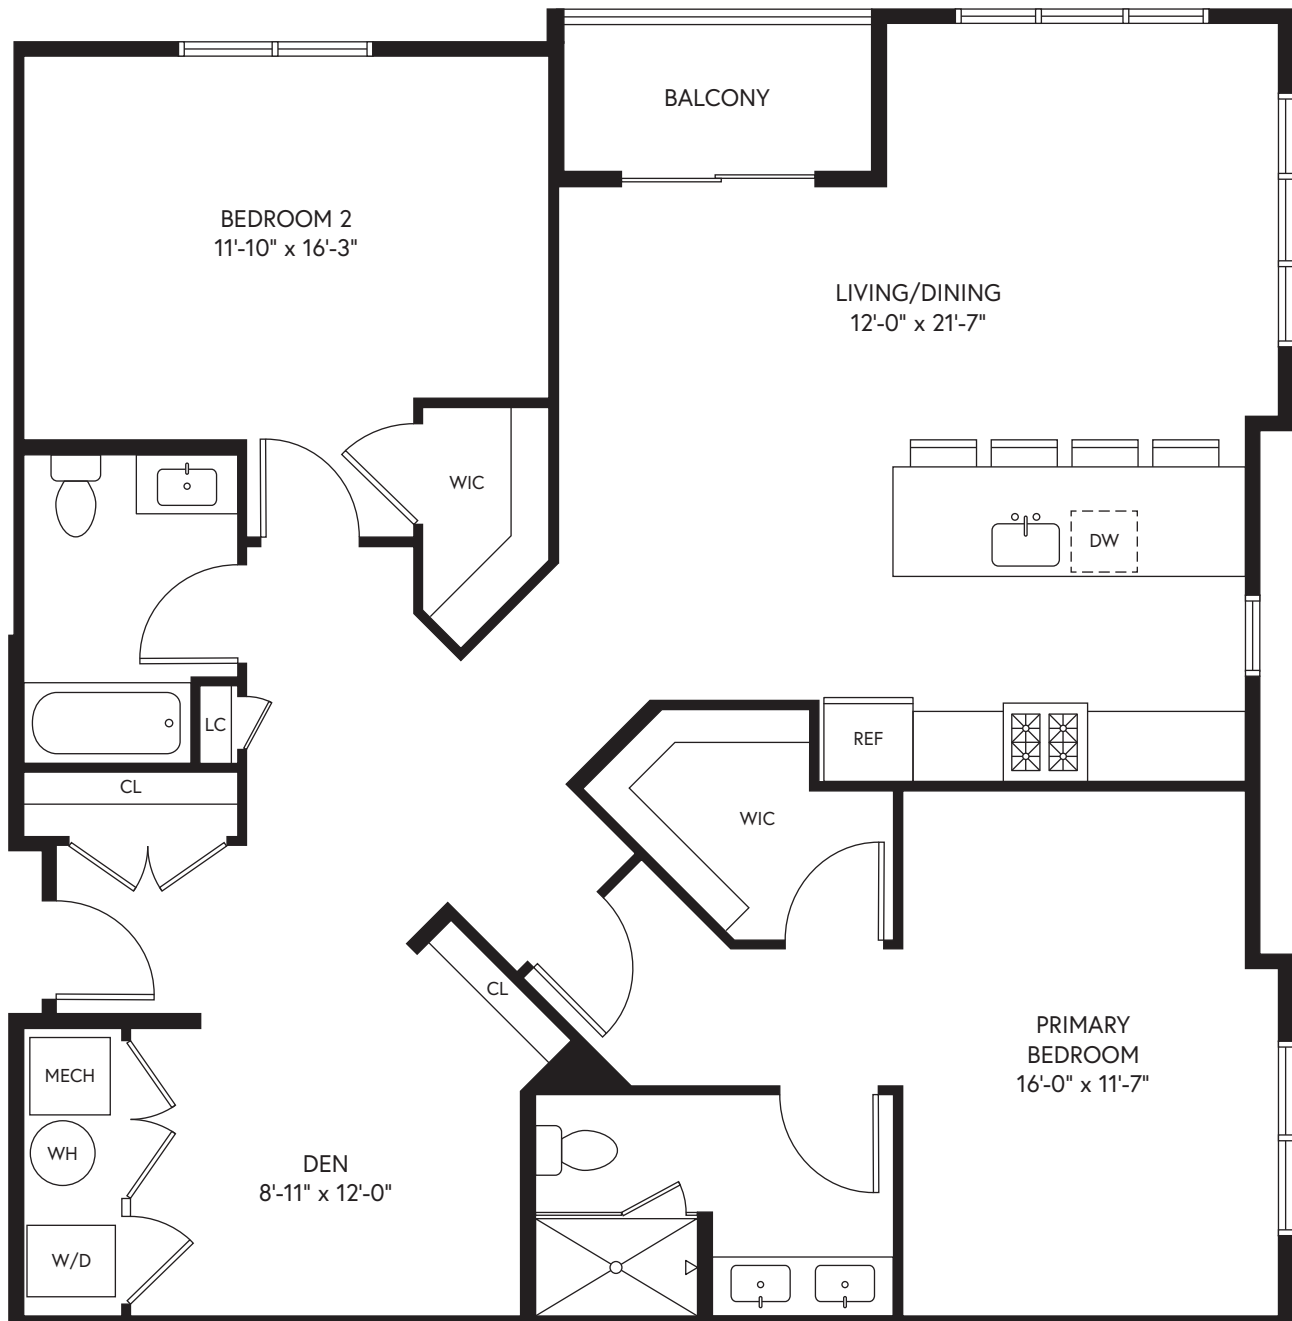 BALCONY
BEDROOM 2
11'-10" x 16'-3"
LIVING/DINING
12'-0" x 21'-7"
WIC
DW
LC
REF
CL
WIC
CL
PRIMARY
BEDROOM
16'-0" x 11'-7"
MECH
WH
DEN
8'-11" x 12'-0"
W/D